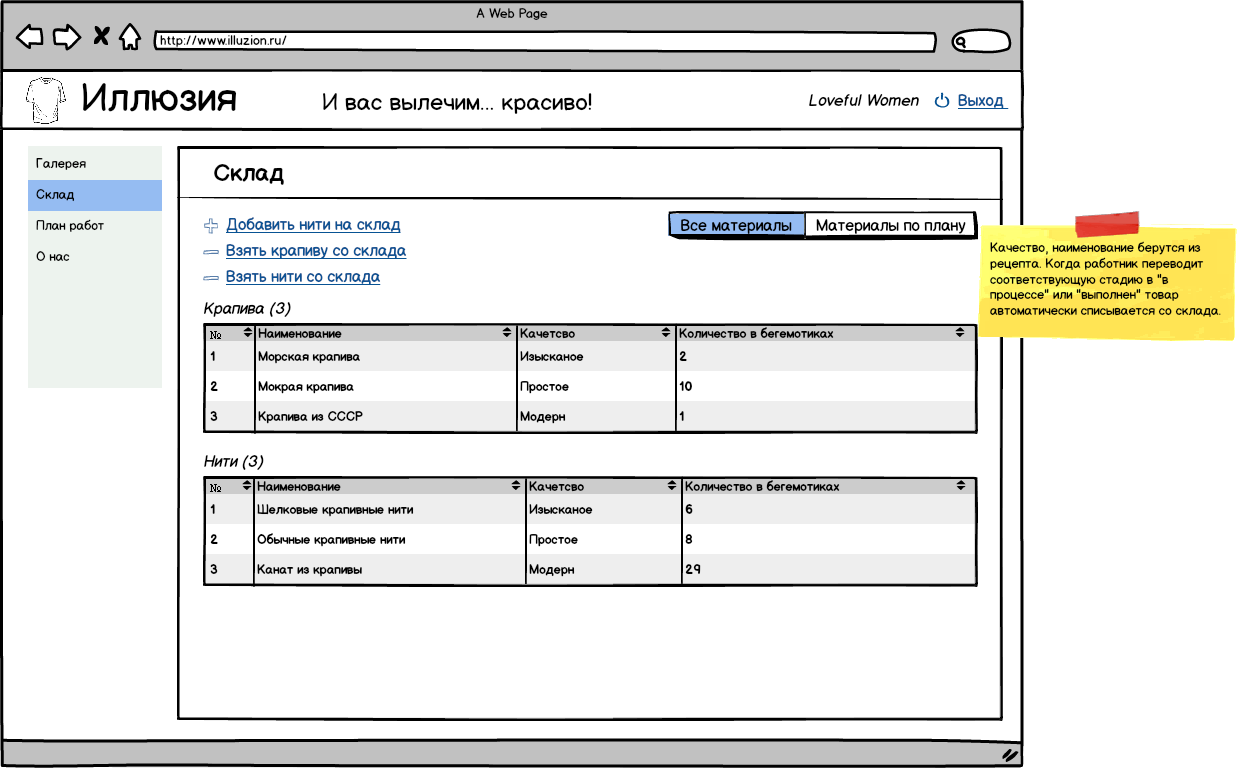 A Web Page
http://www.illuzion.ru/
Иллюзия
И вас вылечим... красиво!
Loveful Women
Выход
Галерея
Склад
План работ
О нас
Склад
Добавить нити на склад
Взять крапиву со склада
Взять нити со склада
Все материалы Материалы по плану
Качество, наименование берутся из
рецепта. Когда работник переводит
соответствующую стадию в "в
процессе" или "выполнен" товар
автоматически списывается со склада.
Крапива (3)
№ Наименование Качетсво Количество в бегемотиках
1 Морская крапива Изысканое 2
2 Мокрая крапива Простое 10
3 Крапива из СССР Модерн 1
Нити (3)
№ Наименование Качетсво Количество в бегемотиках
1 Шелковые крапивные нити Изысканое 6
2 Обычные крапивные нити Простое 8
3 Канат из крапивы Модерн 29